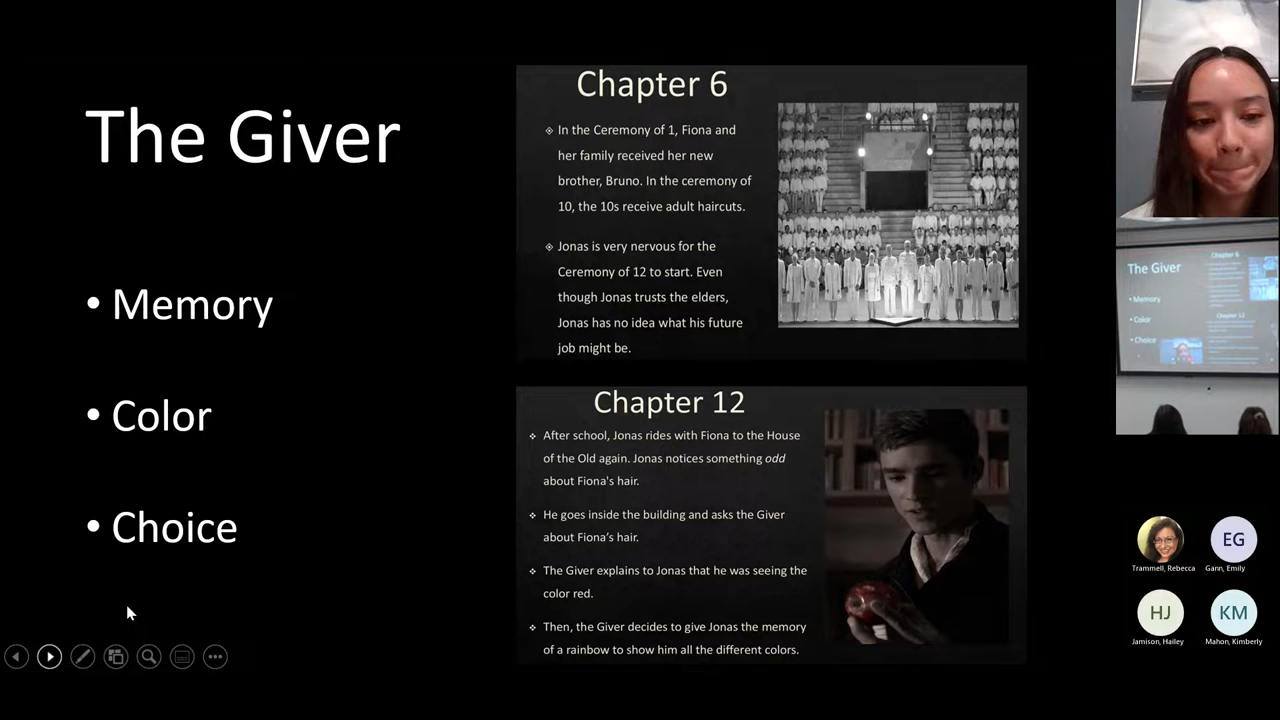 The Giver
• Memory
• Color
• Choice
Chapter 6
❖ In the Ceremony of 1, Fiona and
her family received her new
brother, Bruno. In the ceremony of
10, the 10s receive adult haircuts.
❖ Jonas is very nervous for the
Ceremony of 12 to start. Even
though Jonas trusts the elders,
Jonas has no idea what his future
job might be.
Chapter 12
❖ After school, Jonas rides with Fiona to the House
of the Old again. Jonas notices something odd
about Fiona's hair.
❖ He goes inside the building and asks the Giver
about Fiona’s hair.
❖ The Giver explains to Jonas that he was seeing the
color red.
❖ Then, the Giver decides to give Jonas the memory
of a rainbow to show him all the different colors.
The Giver
• Memory
• Color
• Choice
Chapter 6
Chapter 12
Trammell, Rebecca
EG
Gann, Emily
HJ
Jamison, Hailey
KM
Mahon, Kimberly